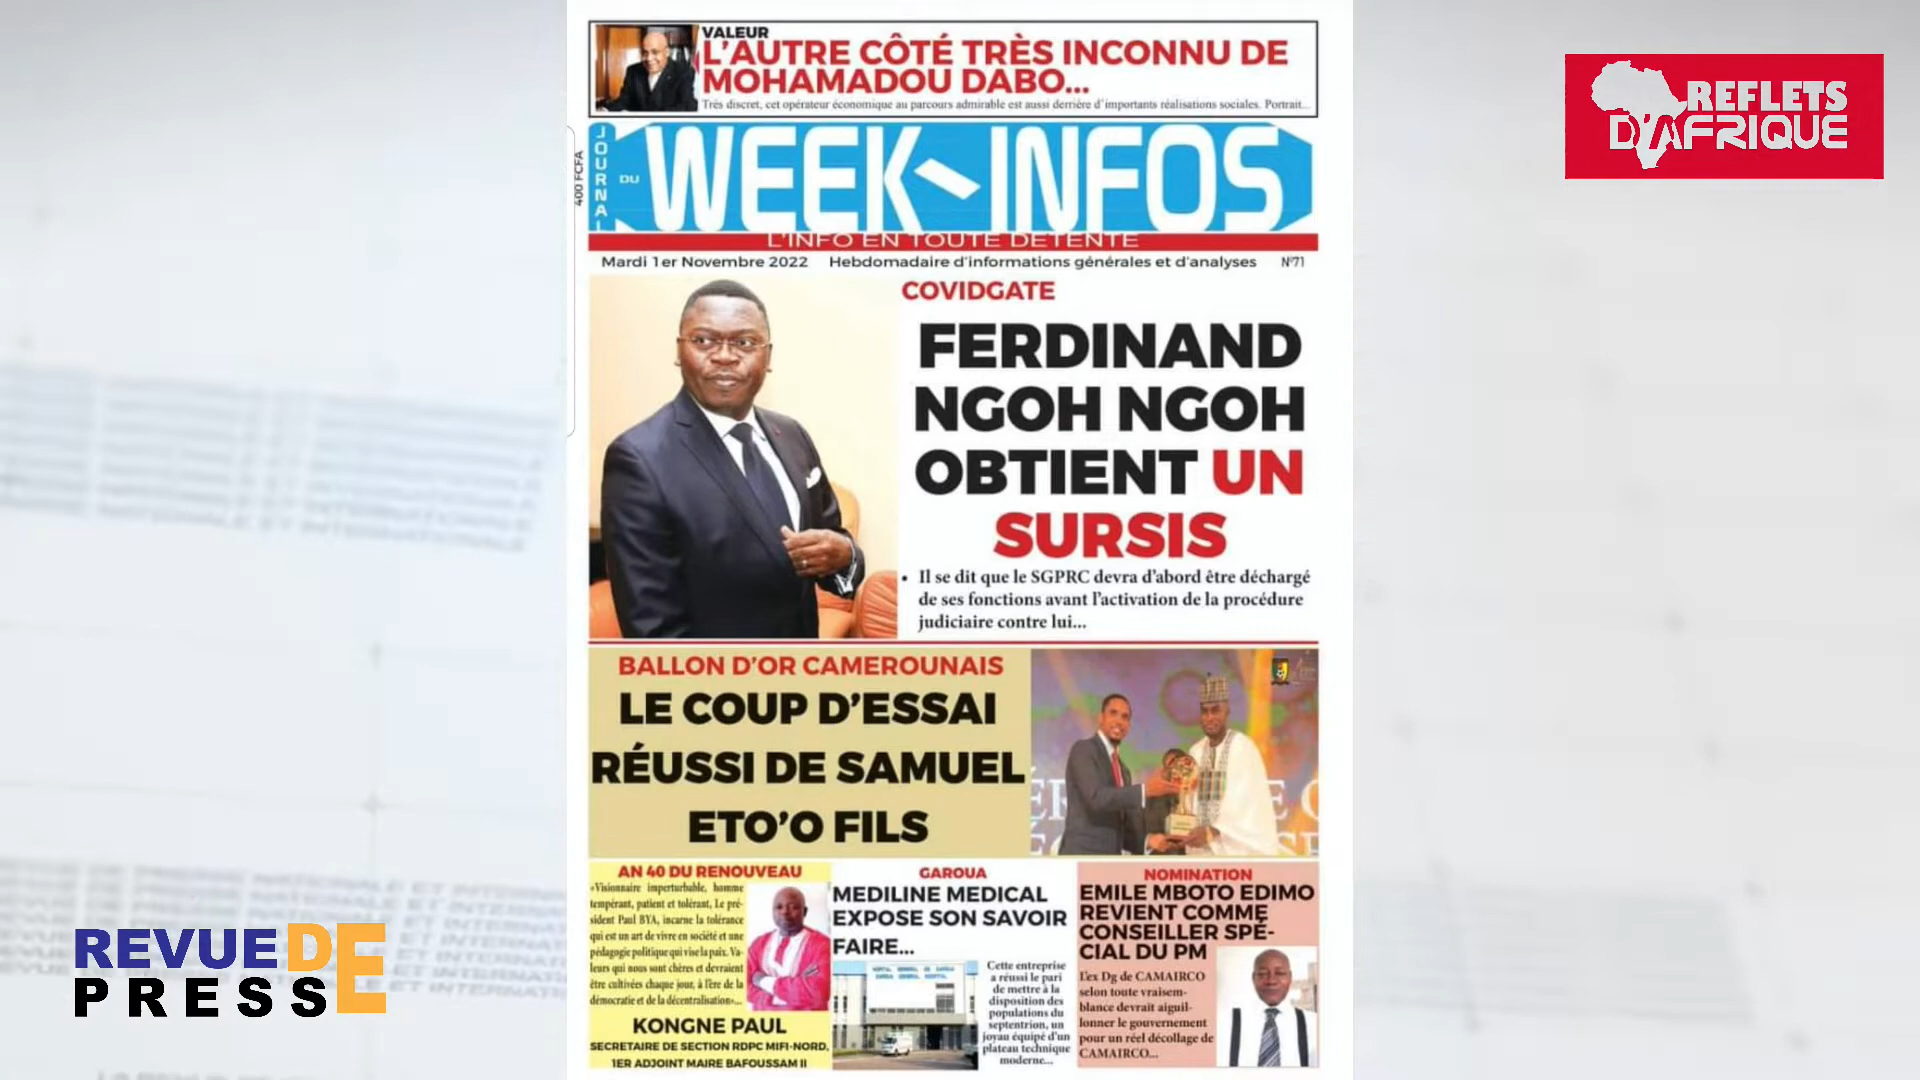 VALEUR
L'AUTRE CÔTÉ TRÈS INCONNU DE
MOHAMADOU DABO...
Très discret, cet opérateur économique au parcours admirable est aussi derrière d'importants réalisations sociales. Portrait...
REFLETS
D'AFRIQUE
400 FCFA
JOURNAL
DU
WEEK-INFOS
L'INFO EN TOUTE DETENTE
Mardi 1er Novembre 2022 Hebdomadaire d'informations générales et d'analyses N°71
COVIDGATE
FERDINAND
NGOH NGOH
OBTIENT UN
SURSIS
• Il se dit que le SGPRC devra d'abord être déchargé
de ses fonctions avant l'activation de la procédure
judiciaire contre lui...
BALLON D'OR CAMEROUNAIS
LE COUP D'ESSAI
RÉUSSI DE SAMUEL
ETO'O FILS
AN 40 DU RENOUVEAU
«Visionnaire imperturbable, homme
tempérant, patient et tolérant, Le pré-
sident Paul BYA, incarne la tolérance
qui est un art de vivre en société et une
pédagogie politique qui vise la paix. Va-
leurs qui nous sont chères et devraient
être cultivées chaque jour, à l'ère de la
démocratie et de la décentralisation»...
KONGNE PAUL
SECRETAIRE DE SECTION RDPC MIFI-NORD,
1ER ADJOINT MAIRE BAFOUSSAM II
GAROUA
MEDILINE MEDICAL
EXPOSE SON SAVOIR
FAIRE...
Cette entreprise
a réussi le pari
de mettre à la
disposition des
populations du
septentrion, un
joyau équipé d'un
plateau technique
moderne...
NOMINATION
EMILE MBOTO EDIMO
REVIENT COMME
CONSEILLER SPÉ-
CIAL DU PM
L'ex Dg de CAMAIRCO
selon toute vraisem-
blance devrait aiguil-
lonner le gouvernement
pour un réel décollage de
CAMAIRCO...
REVUE DE
PRESSE